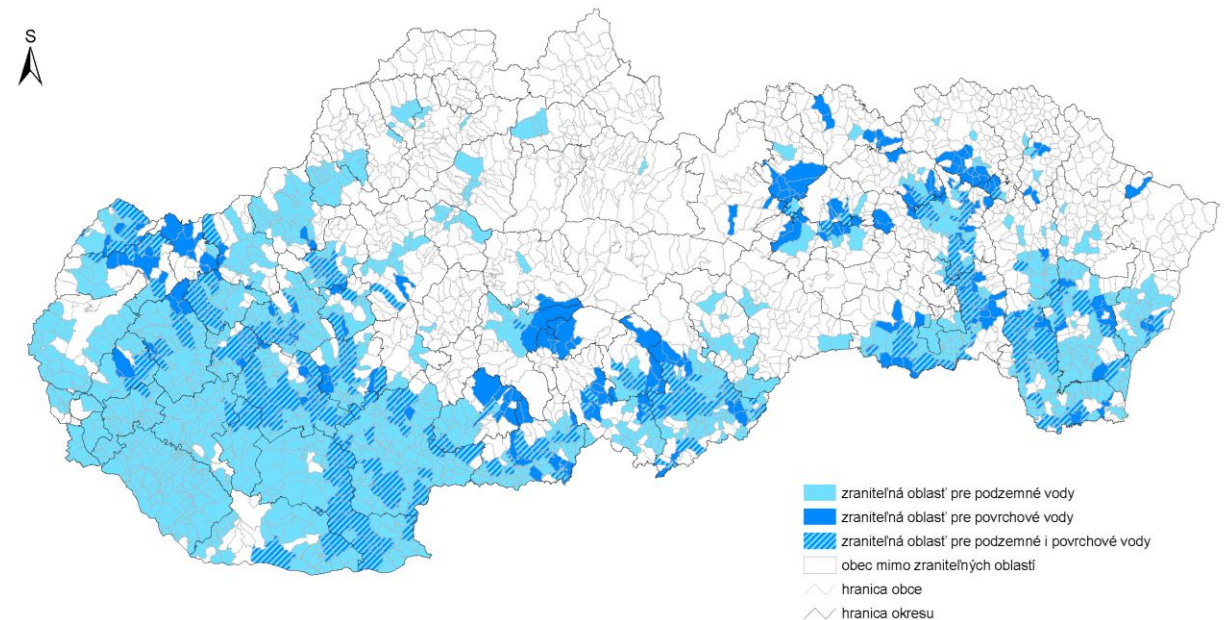 S
zraniteľná oblasť pre podzemné vody
zraniteľná oblasť pre povrchové vody
zraniteľná oblasť pre podzemné i povrchové vody
obec mimo zraniteľných oblastí
hranica obce
hranica okresu